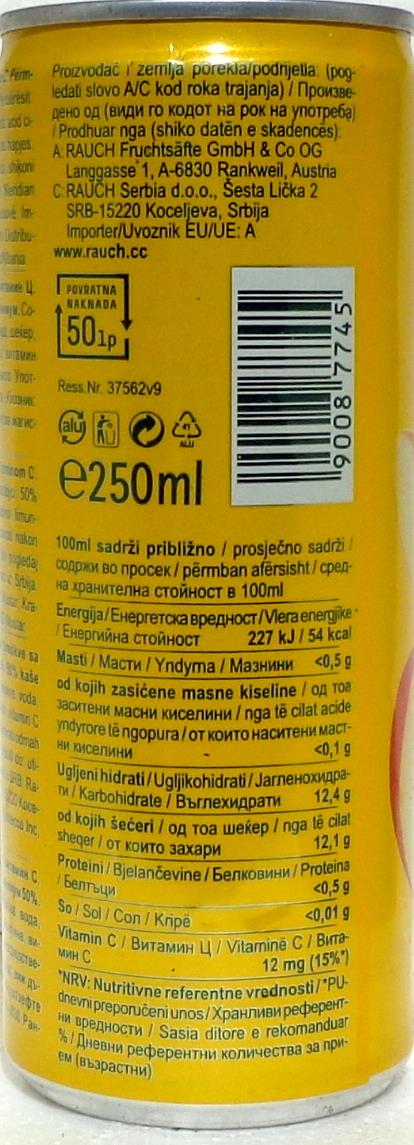 Proizvođač i zemlja porekla/podrijetla: (pog-
ledati slovo A/C kod roka trajanja) / Произве-
дено од (види го кодот на рок на употреба)
/ Prodhuar nga (shiko datën e skadencës):
A: RAUCH Fruchtsäfte GmbH & Co OG
Langgasse 1, A-6830 Rankweil, Austria
C: RAUCH Serbia d.o.o., Šesta Lička 2
SRB-15220 Koceljeva, Srbija
Importer/Uvoznik EU/UE: A
www.rauch.cc
POVRATNA
NAKNADA
50lp
Ress.Nr. 37562v9
alu
41
ALU
e250ml
9008 7745
100ml sadrži približno / prosječno sadrži /
содржи во просек / përmban afërsisht / сред-
на хранителна стойност в 100ml
Energija/Енергетска вредност/Vlera energjike
/ Енергийна стойност 227 kJ / 54 kcal
Masti / Масти / Yndyrna / Мазнини <0,5 g
od kojih zasićene masne kiseline / од тоа
заситени масни киселини / nga të cilat acide
yndyrore të ngopura / от които наситени маст-
ни киселини <0,1 g
Ugljeni hidrati / Ugljikohidrati / Јагленохидра-
ти / Karbohidrate / Въглехидрати 12,4 g
od kojih šećeri / од тоа шеќер / nga të cilat
sheqer / от които захари 12,1 g
Proteini / Bjelančevine / Белковини / Proteina
/ Белтъци <0,5 g
So / Sol / Сол / Kripë <0,01 g
Vitamin C / Витамин Ц / Vitaminë C / Вита-
мин C 12 mg (15%*)
*NRV: Nutritivne referentne vrednosti / *PU-
dnevni preporučeni unos / Хранливи референт-
ни вредности / Sasia ditore e rekomanduar
% / Дневни референтни количества за при-
ем (възрастни)